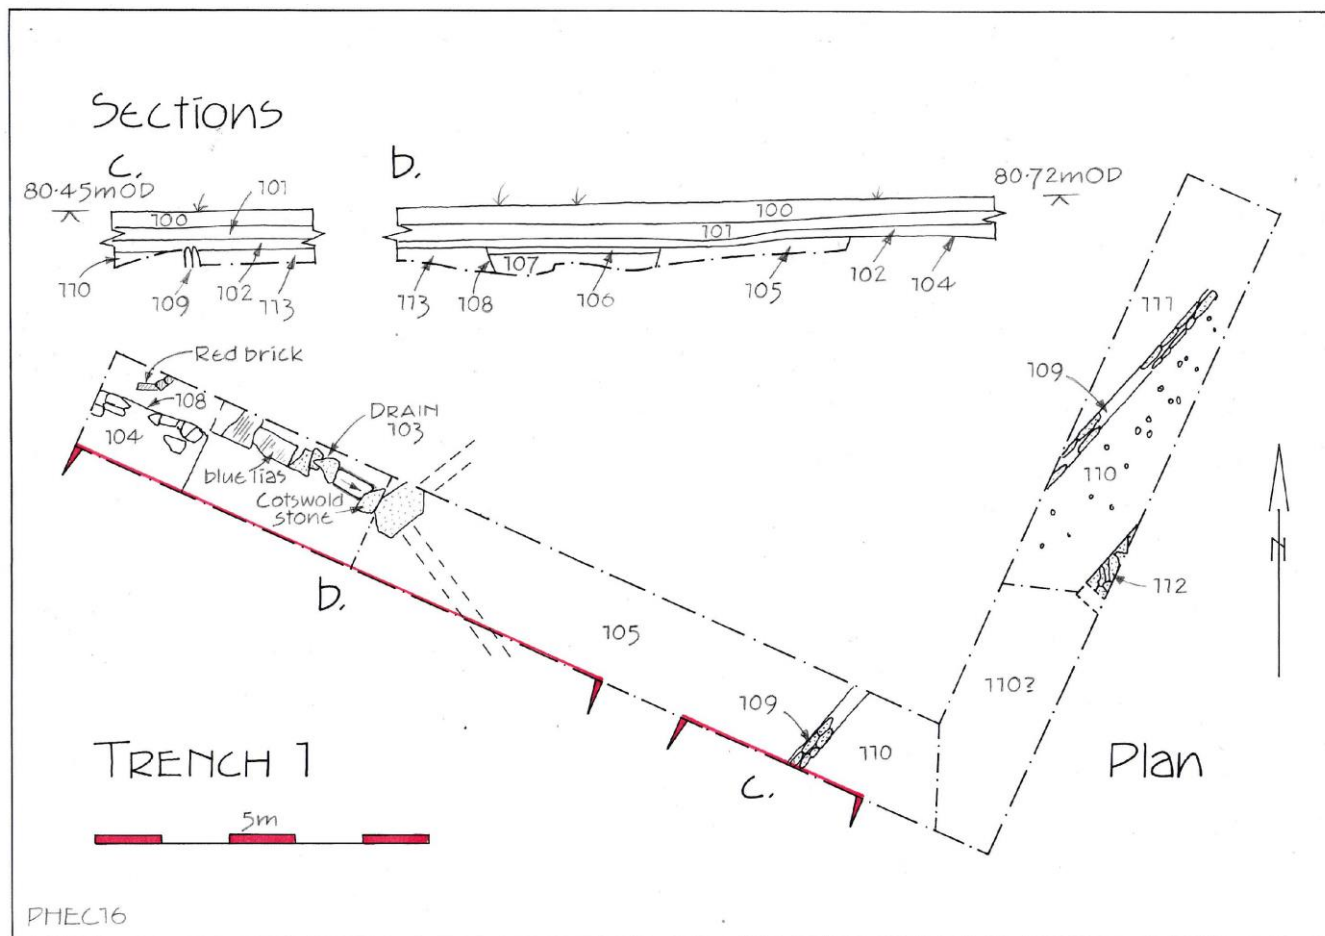 Sections
c.
b.
80.45mOD
101
100
110
109
102
113
80.72mOD
100
101
107
113
108
106
105
102
104
Red brick
108
104
DRAIN
103
blue lias
Cotswold
stone
b.
105
109
110
c.
111
109
110
112
110?
N
TRENCH 1
5m
Plan
PHEC16